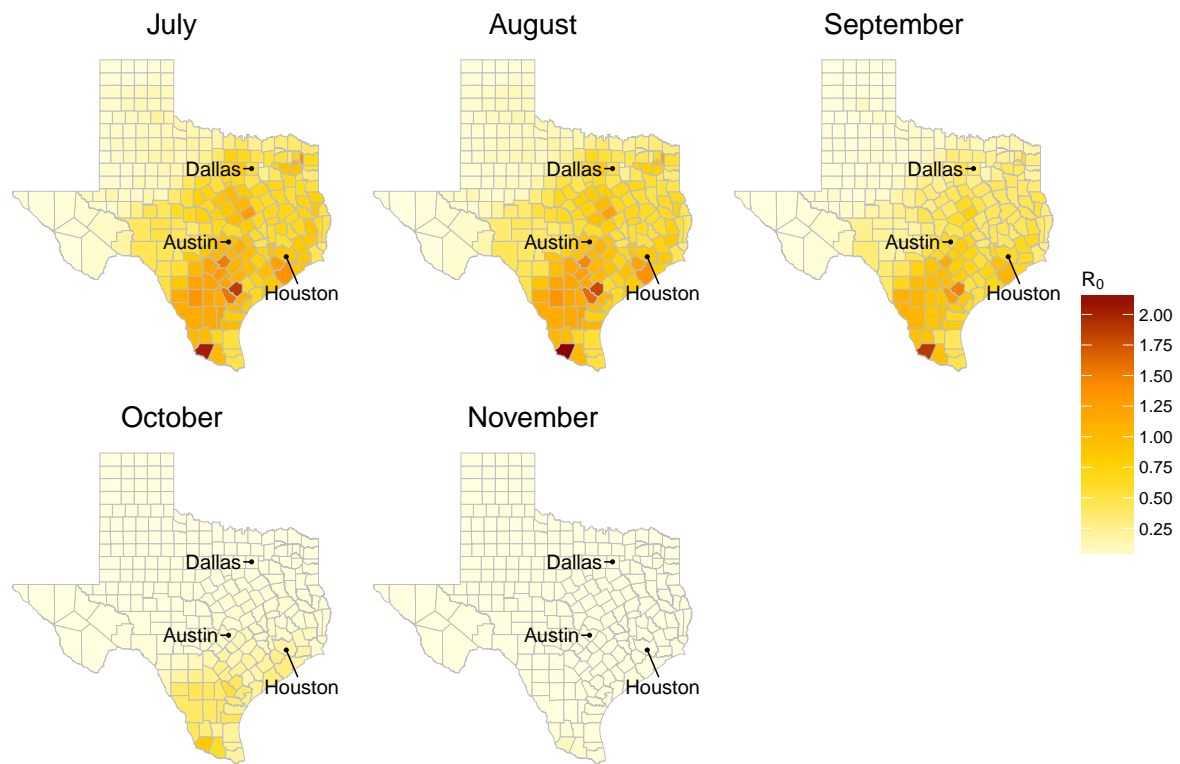 July
August
September
Dallas
Austin
Houston
Dallas
Austin
Houston
Dallas
Austin
Houston
R0
2.00
1.75
1.50
1.25
1.00
0.75
0.50
0.25
October
November
Dallas
Austin
Houston
Dallas
Austin
Houston